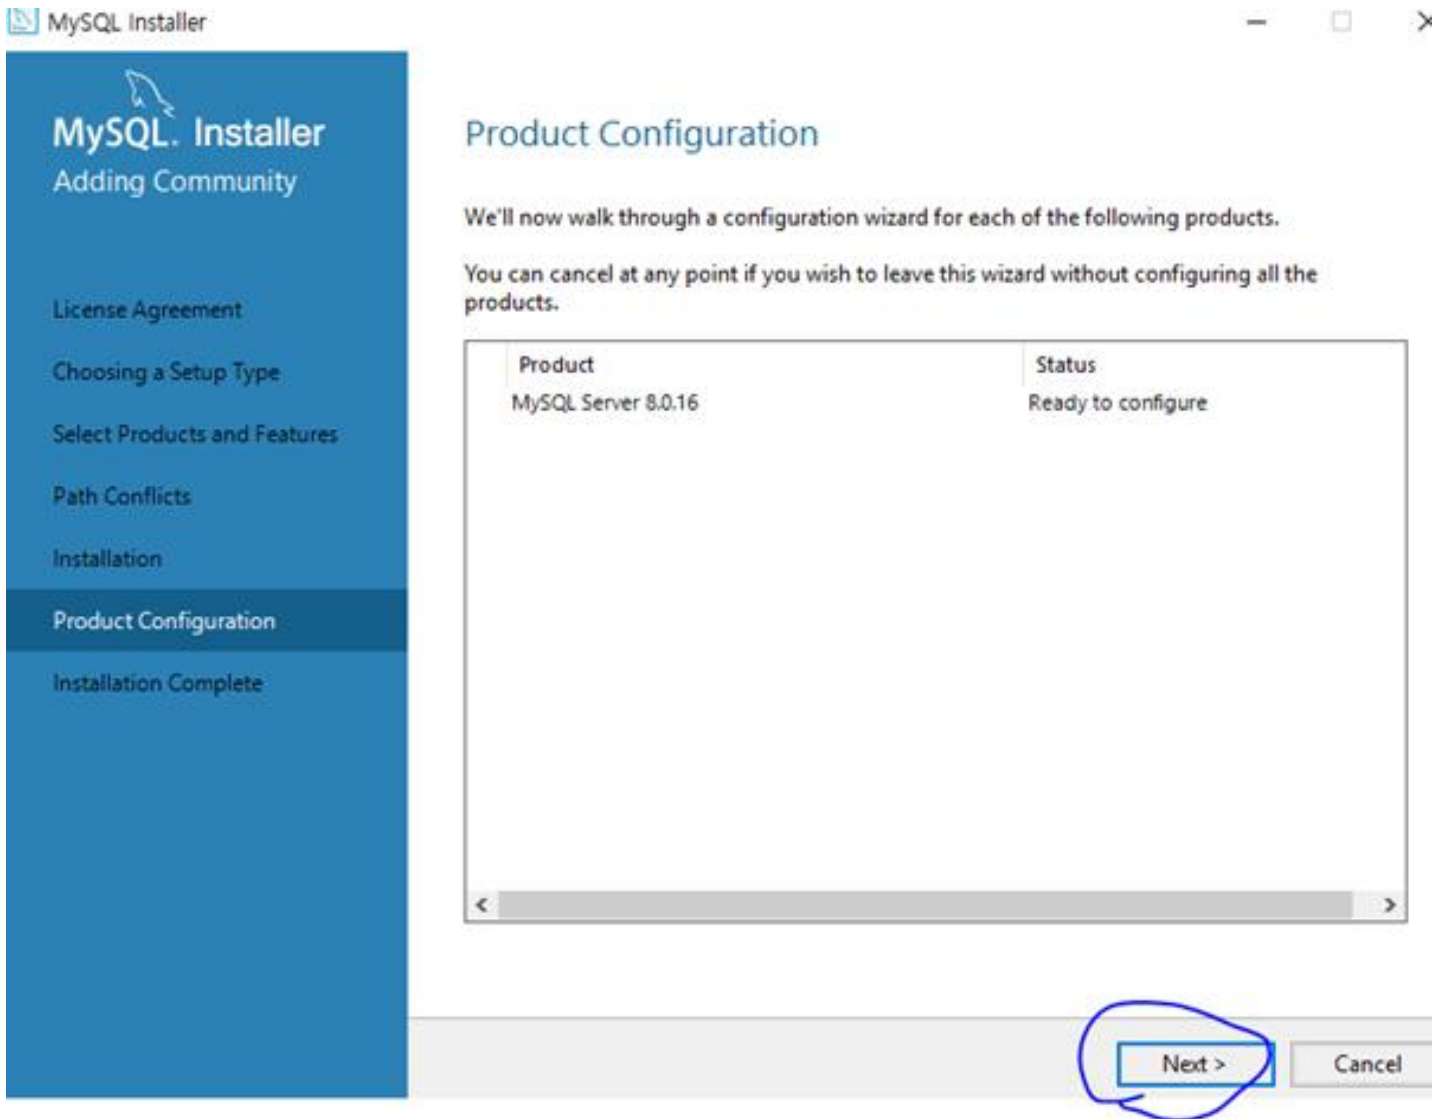 MySQL Installer
MySQL. Installer
Adding Community
License Agreement
Choosing a Setup Type
Select Products and Features
Path Conflicts
Installation
Product Configuration
Installation Complete
Product Configuration
We'll now walk through a configuration wizard for each of the following products.
You can cancel at any point if you wish to leave this wizard without configuring all the
products.
Product Status
MySQL Server 8.0.16 Ready to configure
Next > Cancel